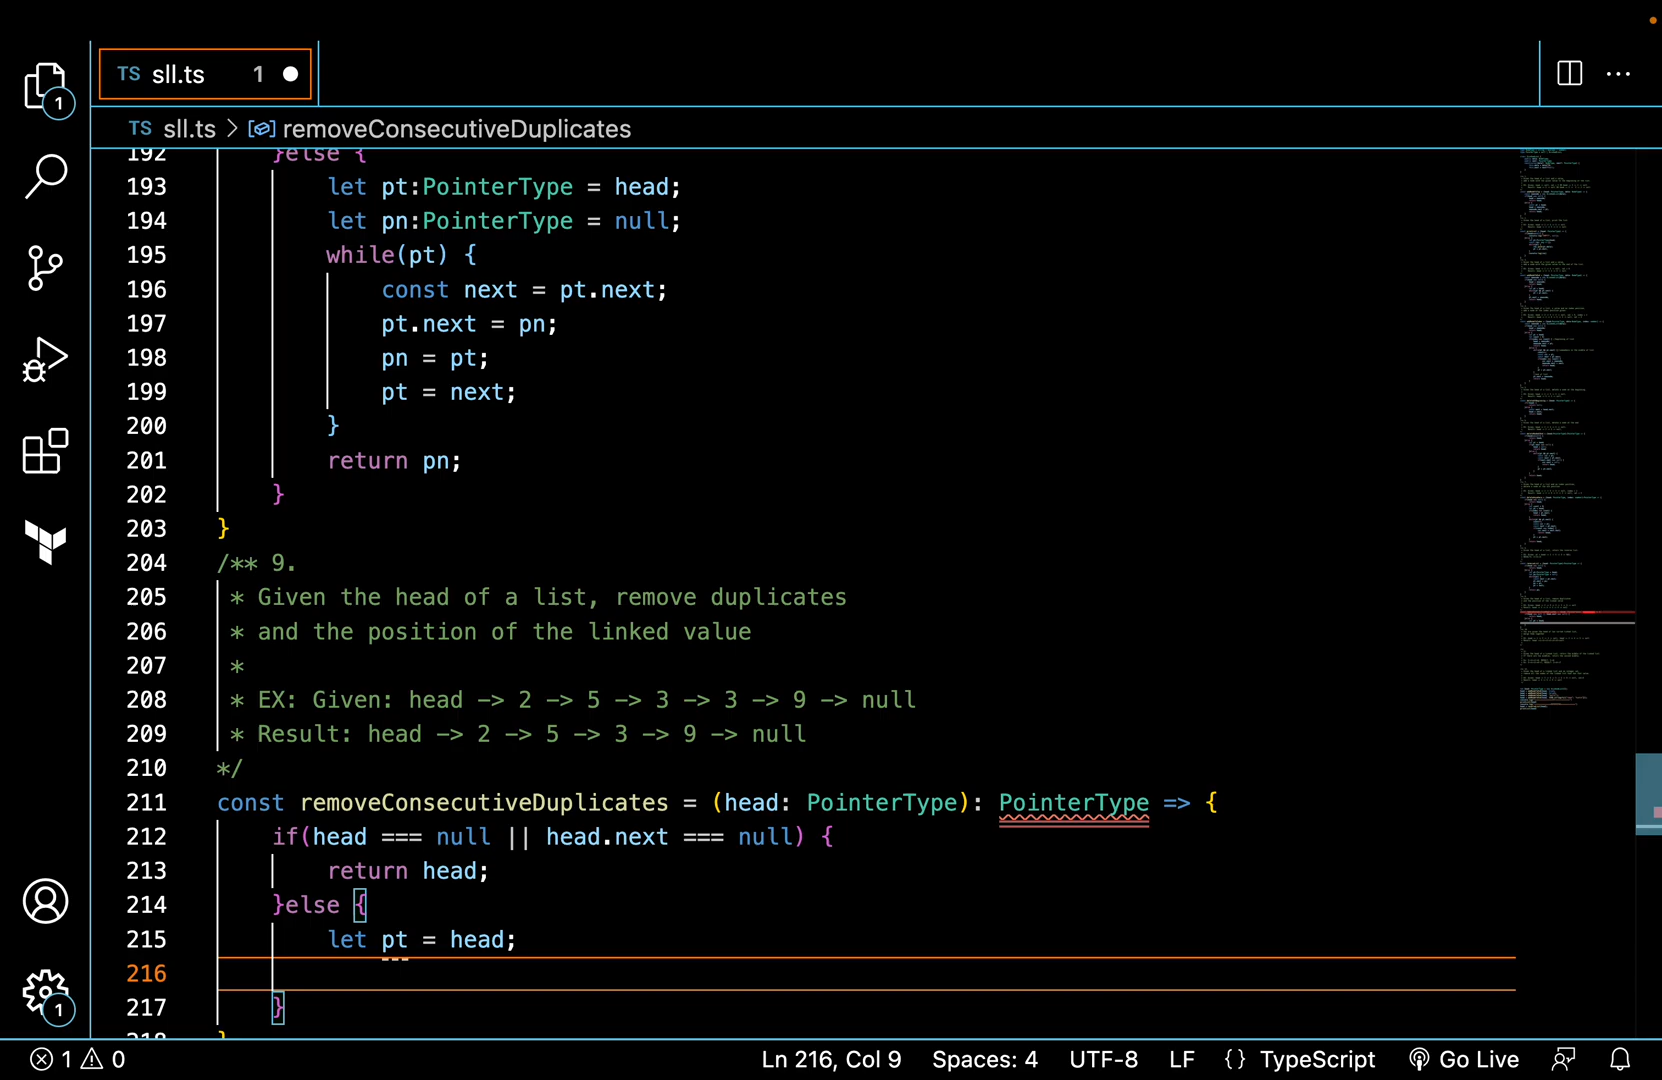 TS sll.ts 1
1
TS sll.ts > removeConsecutiveDuplicates
192 }else {
193 let pt:PointerType = head;
194 let pn:PointerType = null;
195 while(pt) {
196 const next = pt.next;
197 pt.next = pn;
198 pn = pt;
199 pt = next;
200 }
201 return pn;
202 }
203 }
204 /** 9.
205 * Given the head of a list, remove duplicates
206 * and the position of the linked value
207 *
208 * EX: Given: head -> 2 -> 5 -> 3 -> 3 -> 9 -> null
209 * Result: head -> 2 -> 5 -> 3 -> 9 -> null
210 */
211 const removeConsecutiveDuplicates = (head: PointerType): PointerType => {
212 if(head === null || head.next === null) {
213 return head;
214 }else {
215 let pt = head;
216
217 }
218 }
1
1 0 Ln 216, Col 9 Spaces: 4 UTF-8 LF {} TypeScript Go Live